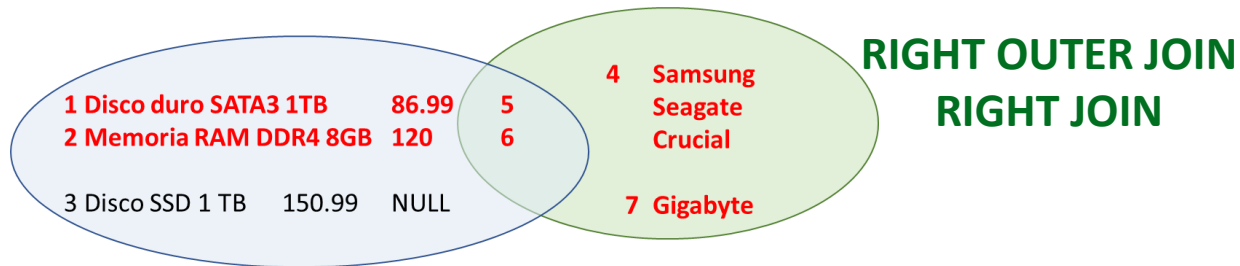 4 Samsung
1 Disco duro SATA3 1TB 86.99 5 Seagate
2 Memoria RAM DDR4 8GB 120 6 Crucial
3 Disco SSD 1 TB 150.99 NULL 7 Gigabyte
RIGHT OUTER JOIN
RIGHT JOIN